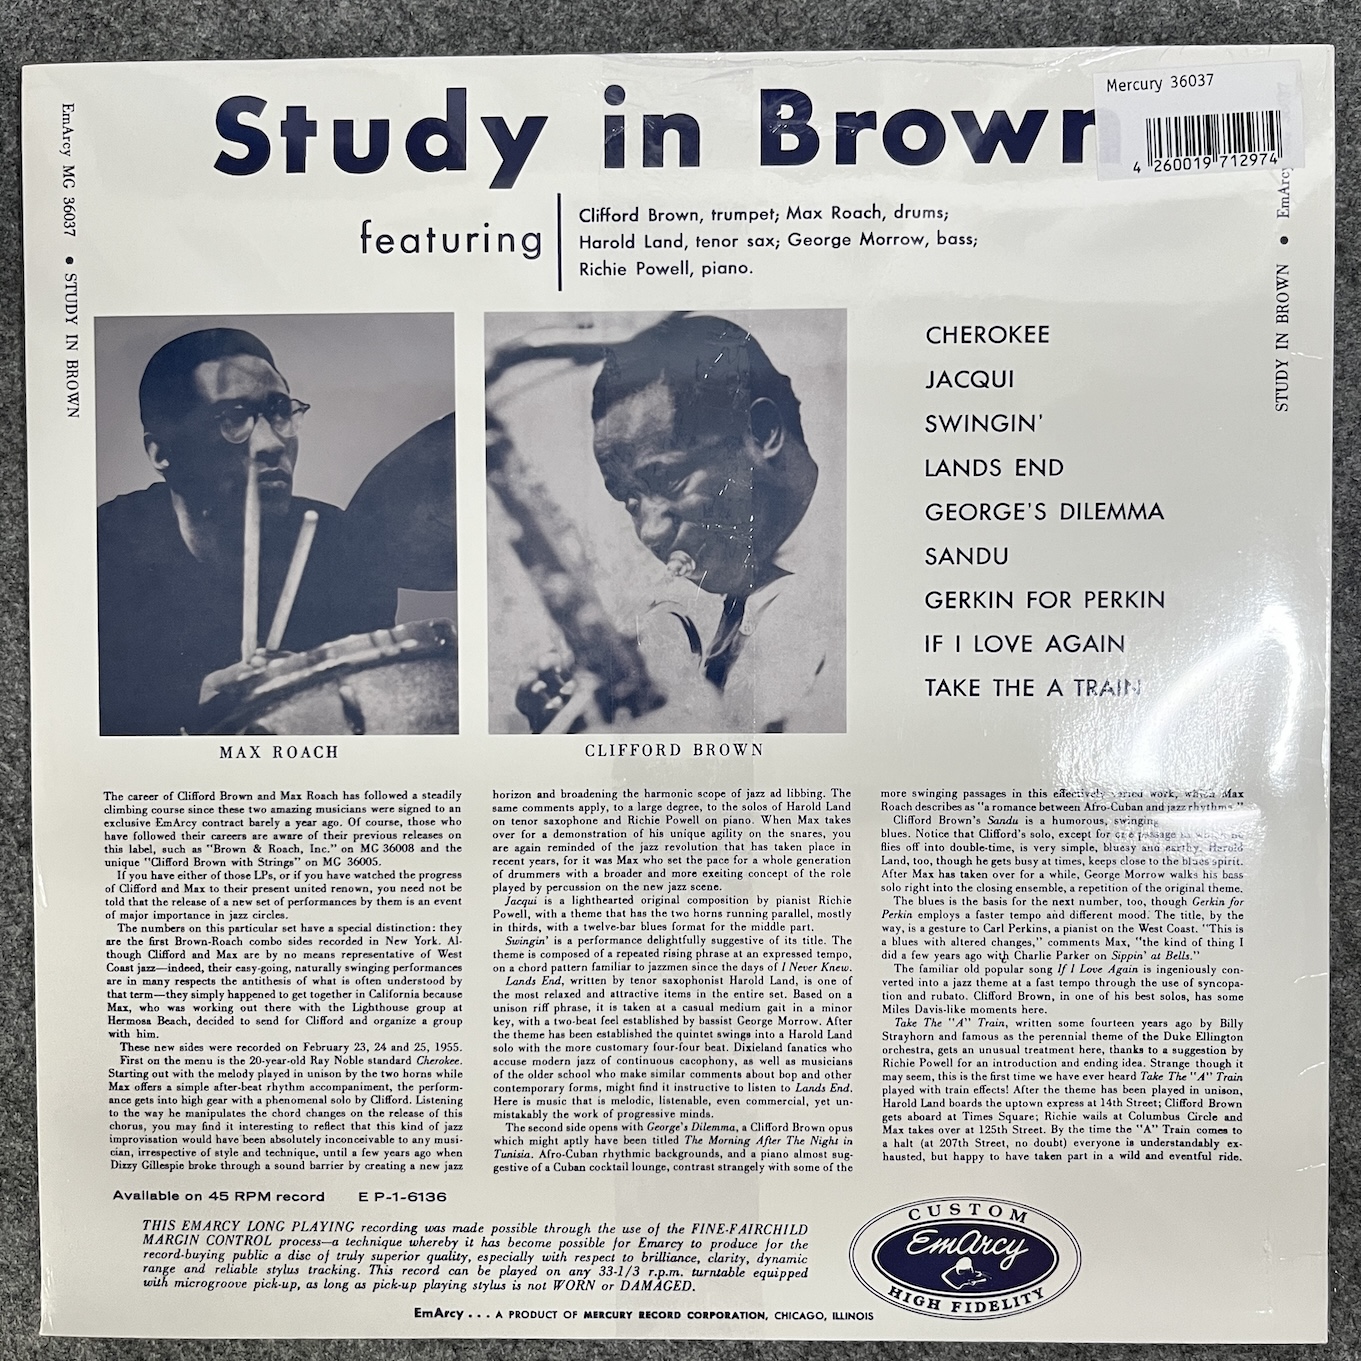 Mercury 36037
4 260019 712974
Study in Brown
EmArcy MG 36037 • STUDY IN BROWN
STUDY IN BROWN • EmArcy
featuring
Clifford Brown, trumpet; Max Roach, drums;
Harold Land, tenor sax; George Morrow, bass;
Richie Powell, piano.
CHEROKEE
JACQUI
SWINGIN'
LANDS END
GEORGE'S DILEMMA
SANDU
GERKIN FOR PERKIN
IF I LOVE AGAIN
TAKE THE A TRAIN
MAX ROACH
CLIFFORD BROWN
The career of Clifford Brown and Max Roach has followed a steadily
climbing course since these two amazing musicians were signed to an
exclusive EmArcy contract barely a year ago. Of course, those who
have followed their careers are aware of their previous releases on
this label, such as "Brown & Roach, Inc." on MG 36008 and the
unique "Clifford Brown with Strings" on MG 36005.
If you have either of those LPs, or if you have watched the progress
of Clifford and Max to their present united renown, you need not be
told that the release of a new set of performances by them is an event
of major importance in jazz circles.
The numbers on this particular set have a special distinction: they
are the first Brown-Roach combo sides recorded in New York. Al-
though Clifford and Max are by no means representative of West
Coast jazz—indeed, their easy-going, naturally swinging performances
are in many respects the antithesis of what is often understood by
that term—they simply happened to get together in California because
Max, who was working out there with the Lighthouse group at
Hermosa Beach, decided to send for Clifford and organize a group
with him.
These new sides were recorded on February 23, 24 and 25, 1955.
First on the menu is the 20-year-old Ray Noble standard Cherokee.
Starting out with the melody played in unison by the two horns while
Max offers a simple after-beat rhythm accompaniment, the perform-
ance gets into high gear with a phenomenal solo by Clifford. Listening
to the way he manipulates the chord changes on the release of this
chorus, you may find it interesting to reflect that this kind of jazz
improvisation would have been absolutely inconceivable to any musi-
cian, irrespective of style and technique, until a few years ago when
Dizzy Gillespie broke through a sound barrier by creating a new jazz
horizon and broadening the harmonic scope of jazz ad libbing. The
same comments apply, to a large degree, to the solos of Harold Land
on tenor saxophone and Richie Powell on piano. When Max takes
over for a demonstration of his unique agility on the snares, you
are again reminded of the jazz revolution that has taken place in
recent years, for it was Max who set the pace for a whole generation
of drummers with a broader and more exeiting concept of the role
played by percussion on the new jazz scene.
Jacqui is a lighthearted original composition by pianist Richie
Powell, with a theme that has the two horns running parallel, mostly
in thirds, with a twelve-bar blues format for the middle part.
Swingin' is a performance delightfully suggestive of its title. The
theme is composed of a repeated rising phrase at an expressed tempo,
on a chord pattern familiar to jazzmen since the days of I Never Knew.
Lands End, written by tenor saxophonist Harold Land, is one of
the most relaxed and attractive items in the entire set. Based on a
unison riff phrase, it is taken at a casual medium gait in a minor
key, with a two-beat feel established by bassist George Morrow. After
the theme has been established the quintet swings into a Harold Land
solo with the more customary four-four beat. Dixieland fanatics who
accuse modern jazz of continuous cacophony, as well as musicians
of the older school who make similar comments about bop and other
contemporary forms, might find it instructive to listen to Lands End.
Here is music that is melodic, listenable, even commercial, yet un-
mistakably the work of progressive minds.
The second side opens with George's Dilemma, a Clifford Brown opus
which might aptly have been titled The Morning After The Night in
Tunisia. Afro-Cuban rhythmic backgrounds, and a piano almost sug-
gestive of a Cuban cocktail lounge, contrast strangely with some of the
more swinging passages in this effectively varied work, which Max
Roach describes as "a romance between Afro-Cuban and jazz rhythms."
Clifford Brown's Sandu is a humorous, swinging
blues. Notice that Clifford's solo, except for one passage in which he
flies off into double-time, is very simple, bluesy and earthy. Harold
Land, too, though he gets busy at times, keeps close to the blues spirit.
After Max has taken over for a while, George Morrow walks his bass
solo right into the closing ensemble, a repetition of the original theme.
The blues is the basis for the next number, too, though Gerkin for
Perkin employs a faster tempo and different mood. The title, by the
way, is a gesture to Carl Perkins, a pianist on the West Coast. "This is
a blues with altered changes," comments Max, "the kind of thing I
did a few years ago with Charlie Parker on Sippin' at Bells."
The familiar old popular song If I Love Again is ingeniously con-
verted into a jazz theme at a fast tempo through the use of syncopa-
tion and rubato. Clifford Brown, in one of his best solos, has some
Miles Davis-like moments here.
Take The "A" Train, written some fourteen years ago by Billy
Strayhorn and famous as the perennial theme of the Duke Ellington
orchestra, gets an unusual treatment here, thanks to a suggestion by
Richie Powell for an introduction and ending idea. Strange though it
may seem, this is the first time we have ever heard Take The "A" Train
played with train effects! After the theme has been played in unison,
Harold Land boards the uptown express at 14th Street; Clifford Brown
gets aboard at Times Square; Richie wails at Columbus Circle and
Max takes over at 125th Street. By the time the "A" Train comes to
a halt (at 207th Street, no doubt) everyone is understandably ex-
hausted, but happy to have taken part in a wild and eventful ride.
Available on 45 RPM record E P-1-6136
THIS EMARCY LONG PLAYING recording was made possible through the use of the FINE-FAIRCHILD
MARGIN CONTROL process—a technique whereby it has become possible for Emarcy to produce for the
record-buying public a disc of truly superior quality, especially with respect to brilliance, clarity, dynamic
range and reliable stylus tracking. This record can be played on any 33-1/3 r.p.m. turntable equipped
with microgroove pick-up, as long as pick-up playing stylus is not WORN or DAMAGED.
CUSTOM
EmArcy
HIGH FIDELITY
EmArcy . . . A PRODUCT OF MERCURY RECORD CORPORATION, CHICAGO, ILLINOIS